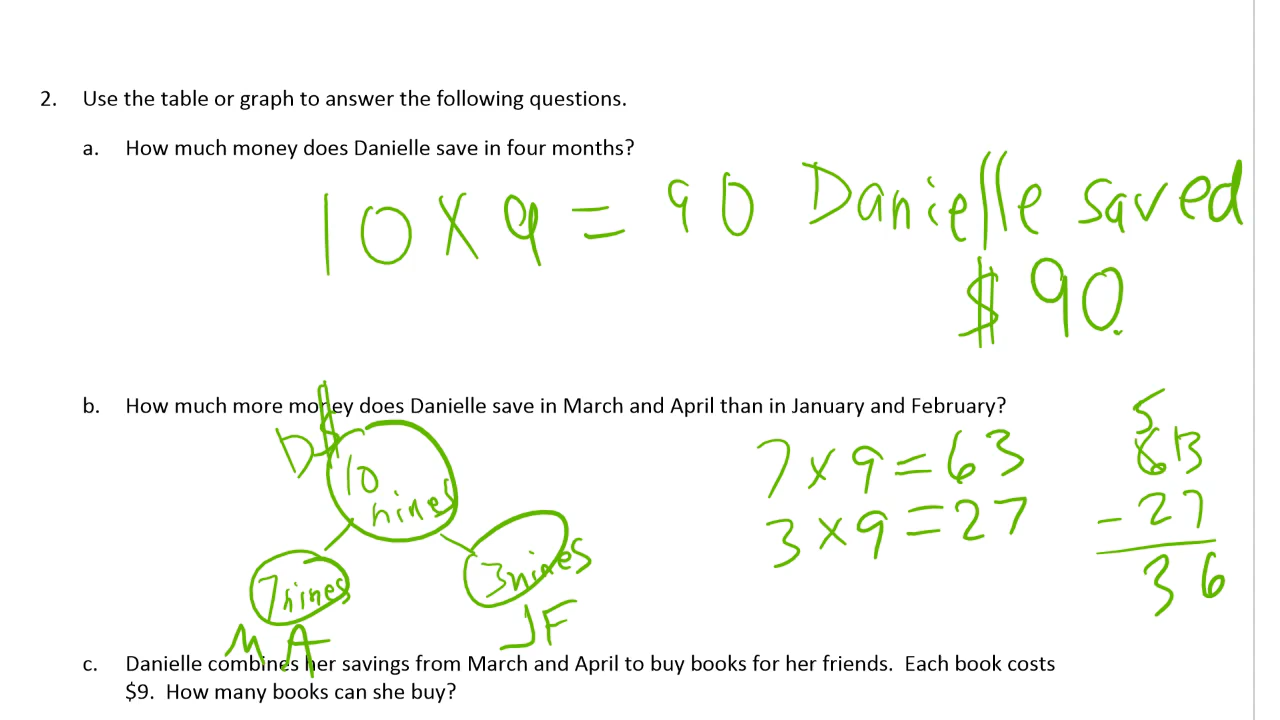 2. Use the table or graph to answer the following questions.
a. How much money does Danielle save in four months?
10 x 9 = 90 Danielle saved
$ 90.
b. How much more money does Danielle save in March and April than in January and February?
D $
10
nines
7 nines
3 nines
M A
J F
7 x 9 = 63
3 x 9 = 27
5
6 13
- 27
36
c. Danielle combines her savings from March and April to buy books for her friends. Each book costs
$9. How many books can she buy?